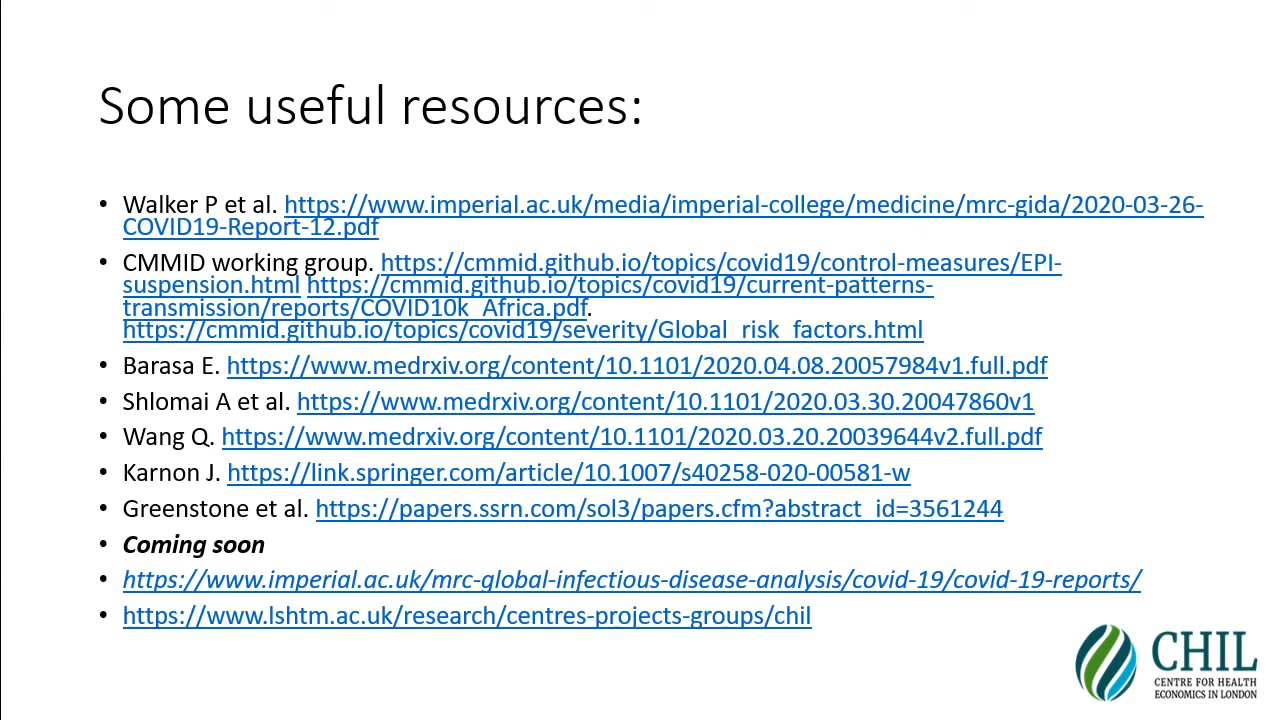 Some useful resources:
• Walker P et al. https://www.imperial.ac.uk/media/imperial-college/medicine/mrc-gida/2020-03-26-
COVID19-Report-12.pdf
• CMMID working group. https://cmmid.github.io/topics/covid19/control-measures/EPI-
suspension.html https://cmmid.github.io/topics/covid19/current-patterns-
transmission/reports/COVID10k_Africa.pdf.
https://cmmid.github.io/topics/covid19/severity/Global_risk_factors.html
• Barasa E. https://www.medrxiv.org/content/10.1101/2020.04.08.20057984v1.full.pdf
• Shlomai A et al. https://www.medrxiv.org/content/10.1101/2020.03.30.20047860v1
• Wang Q. https://www.medrxiv.org/content/10.1101/2020.03.20.20039644v2.full.pdf
• Karnon J. https://link.springer.com/article/10.1007/s40258-020-00581-w
• Greenstone et al. https://papers.ssrn.com/sol3/papers.cfm?abstract_id=3561244
• Coming soon
• https://www.imperial.ac.uk/mrc-global-infectious-disease-analysis/covid-19/covid-19-reports/
• https://www.lshtm.ac.uk/research/centres-projects-groups/chil
CHIL
CENTRE FOR HEALTH
ECONOMICS IN LONDON